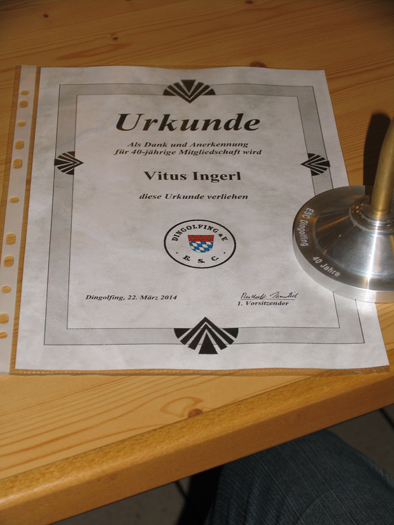 Urkunde
Als Dank und Anerkennung
für 40-jährige Mitgliedschaft wird
Vitus Ingerl
diese Urkunde verliehen
DINGOLFING e.V.
R. S. C.
Dingolfing, 22. März 2014
1. Vorsitzender
Dingolfing
40 Jahre